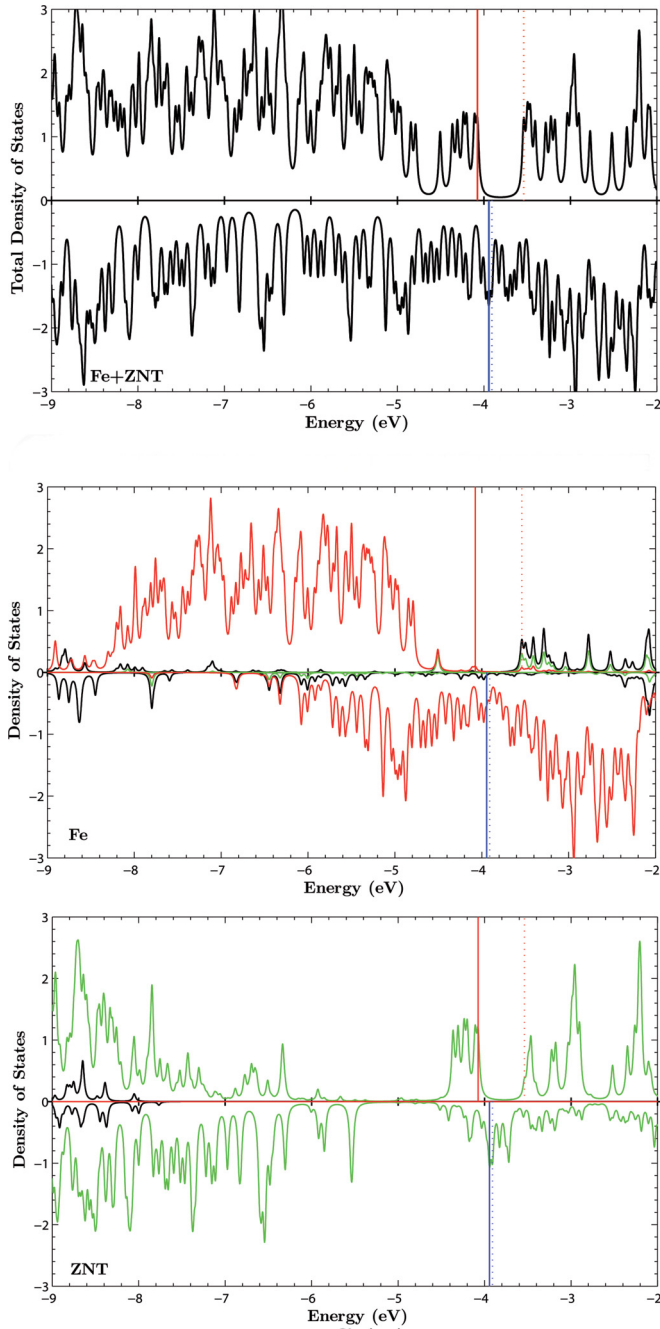 3
2
1
0
−1
−2
−3
Total Density of States
Fe+ZNT
−9 −8 −7 −6 −5 −4 −3 −2
Energy (eV)
3
2
1
0
−1
−2
−3
Density of States
Fe
−9 −8 −7 −6 −5 −4 −3 −2
Energy (eV)
3
2
1
0
−1
−2
−3
Density of States
ZNT
−9 −8 −7 −6 −5 −4 −3 −2
Energy (eV)